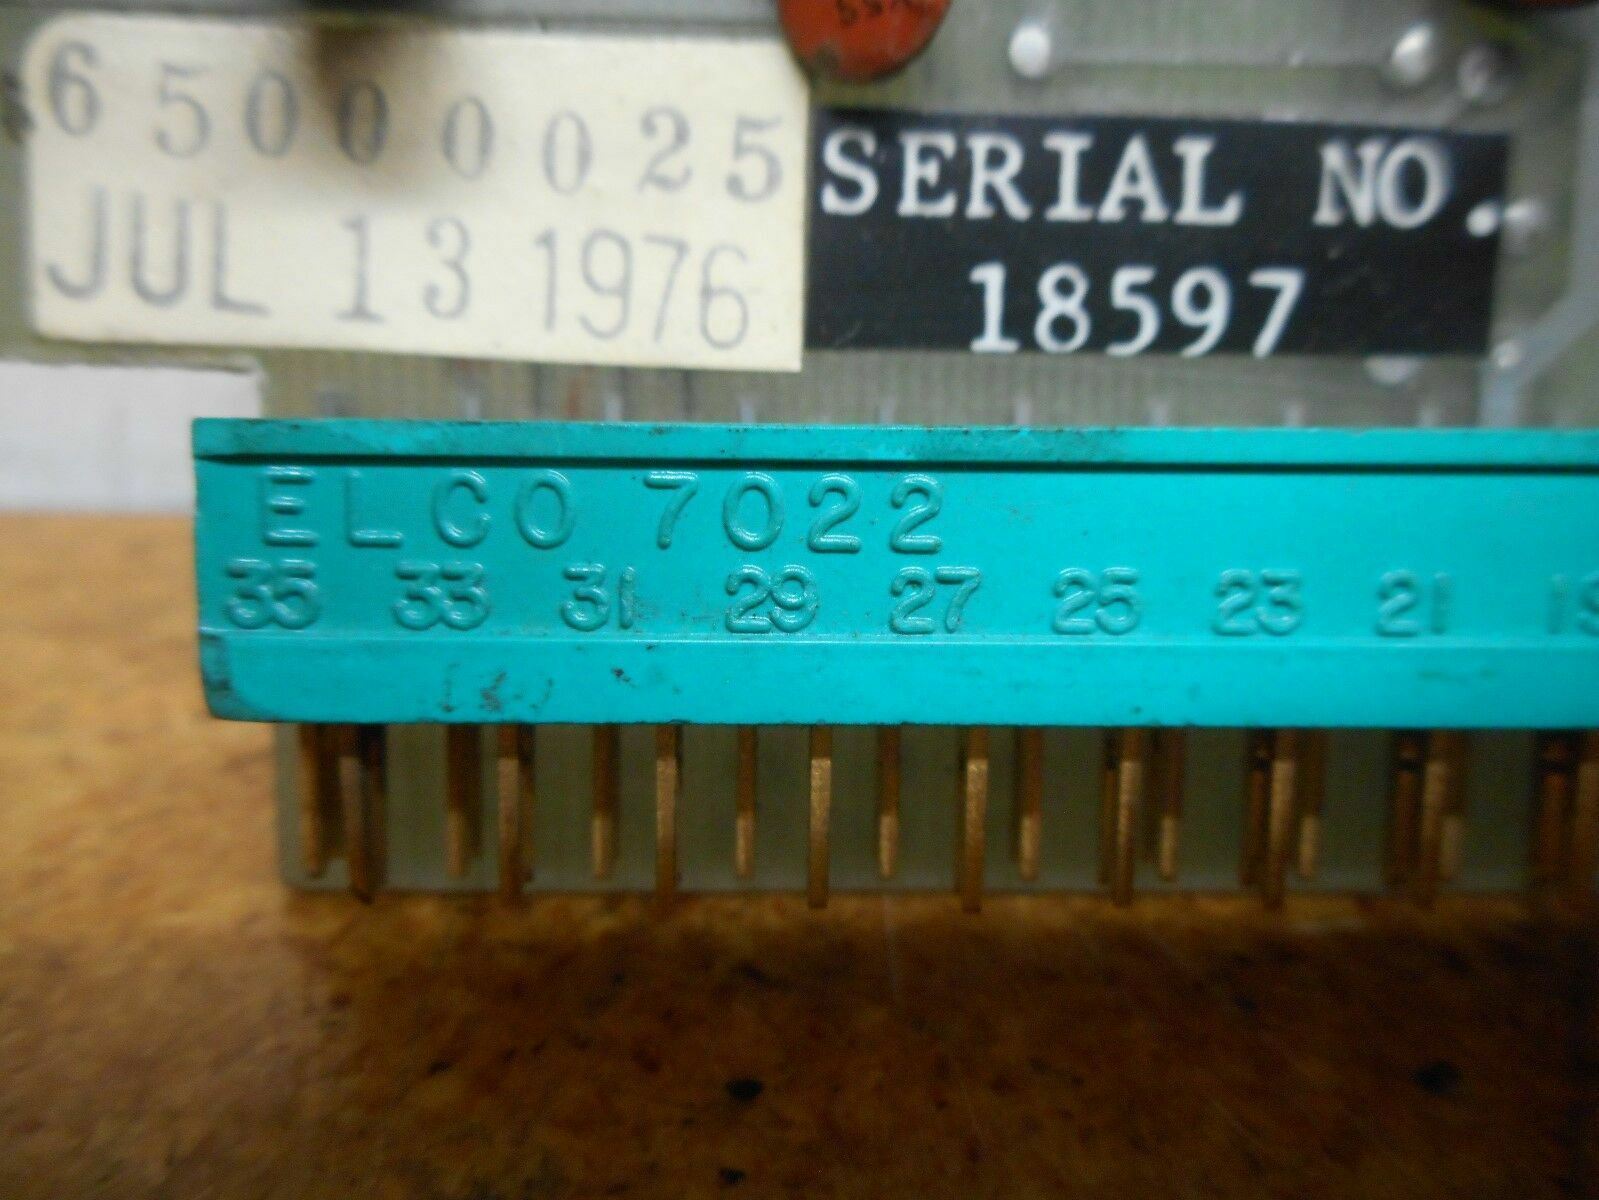 65000025
JUL 13 1976
SERIAL NO.
18597
ELCO 7022
35 33 31 29 27 25 23 21